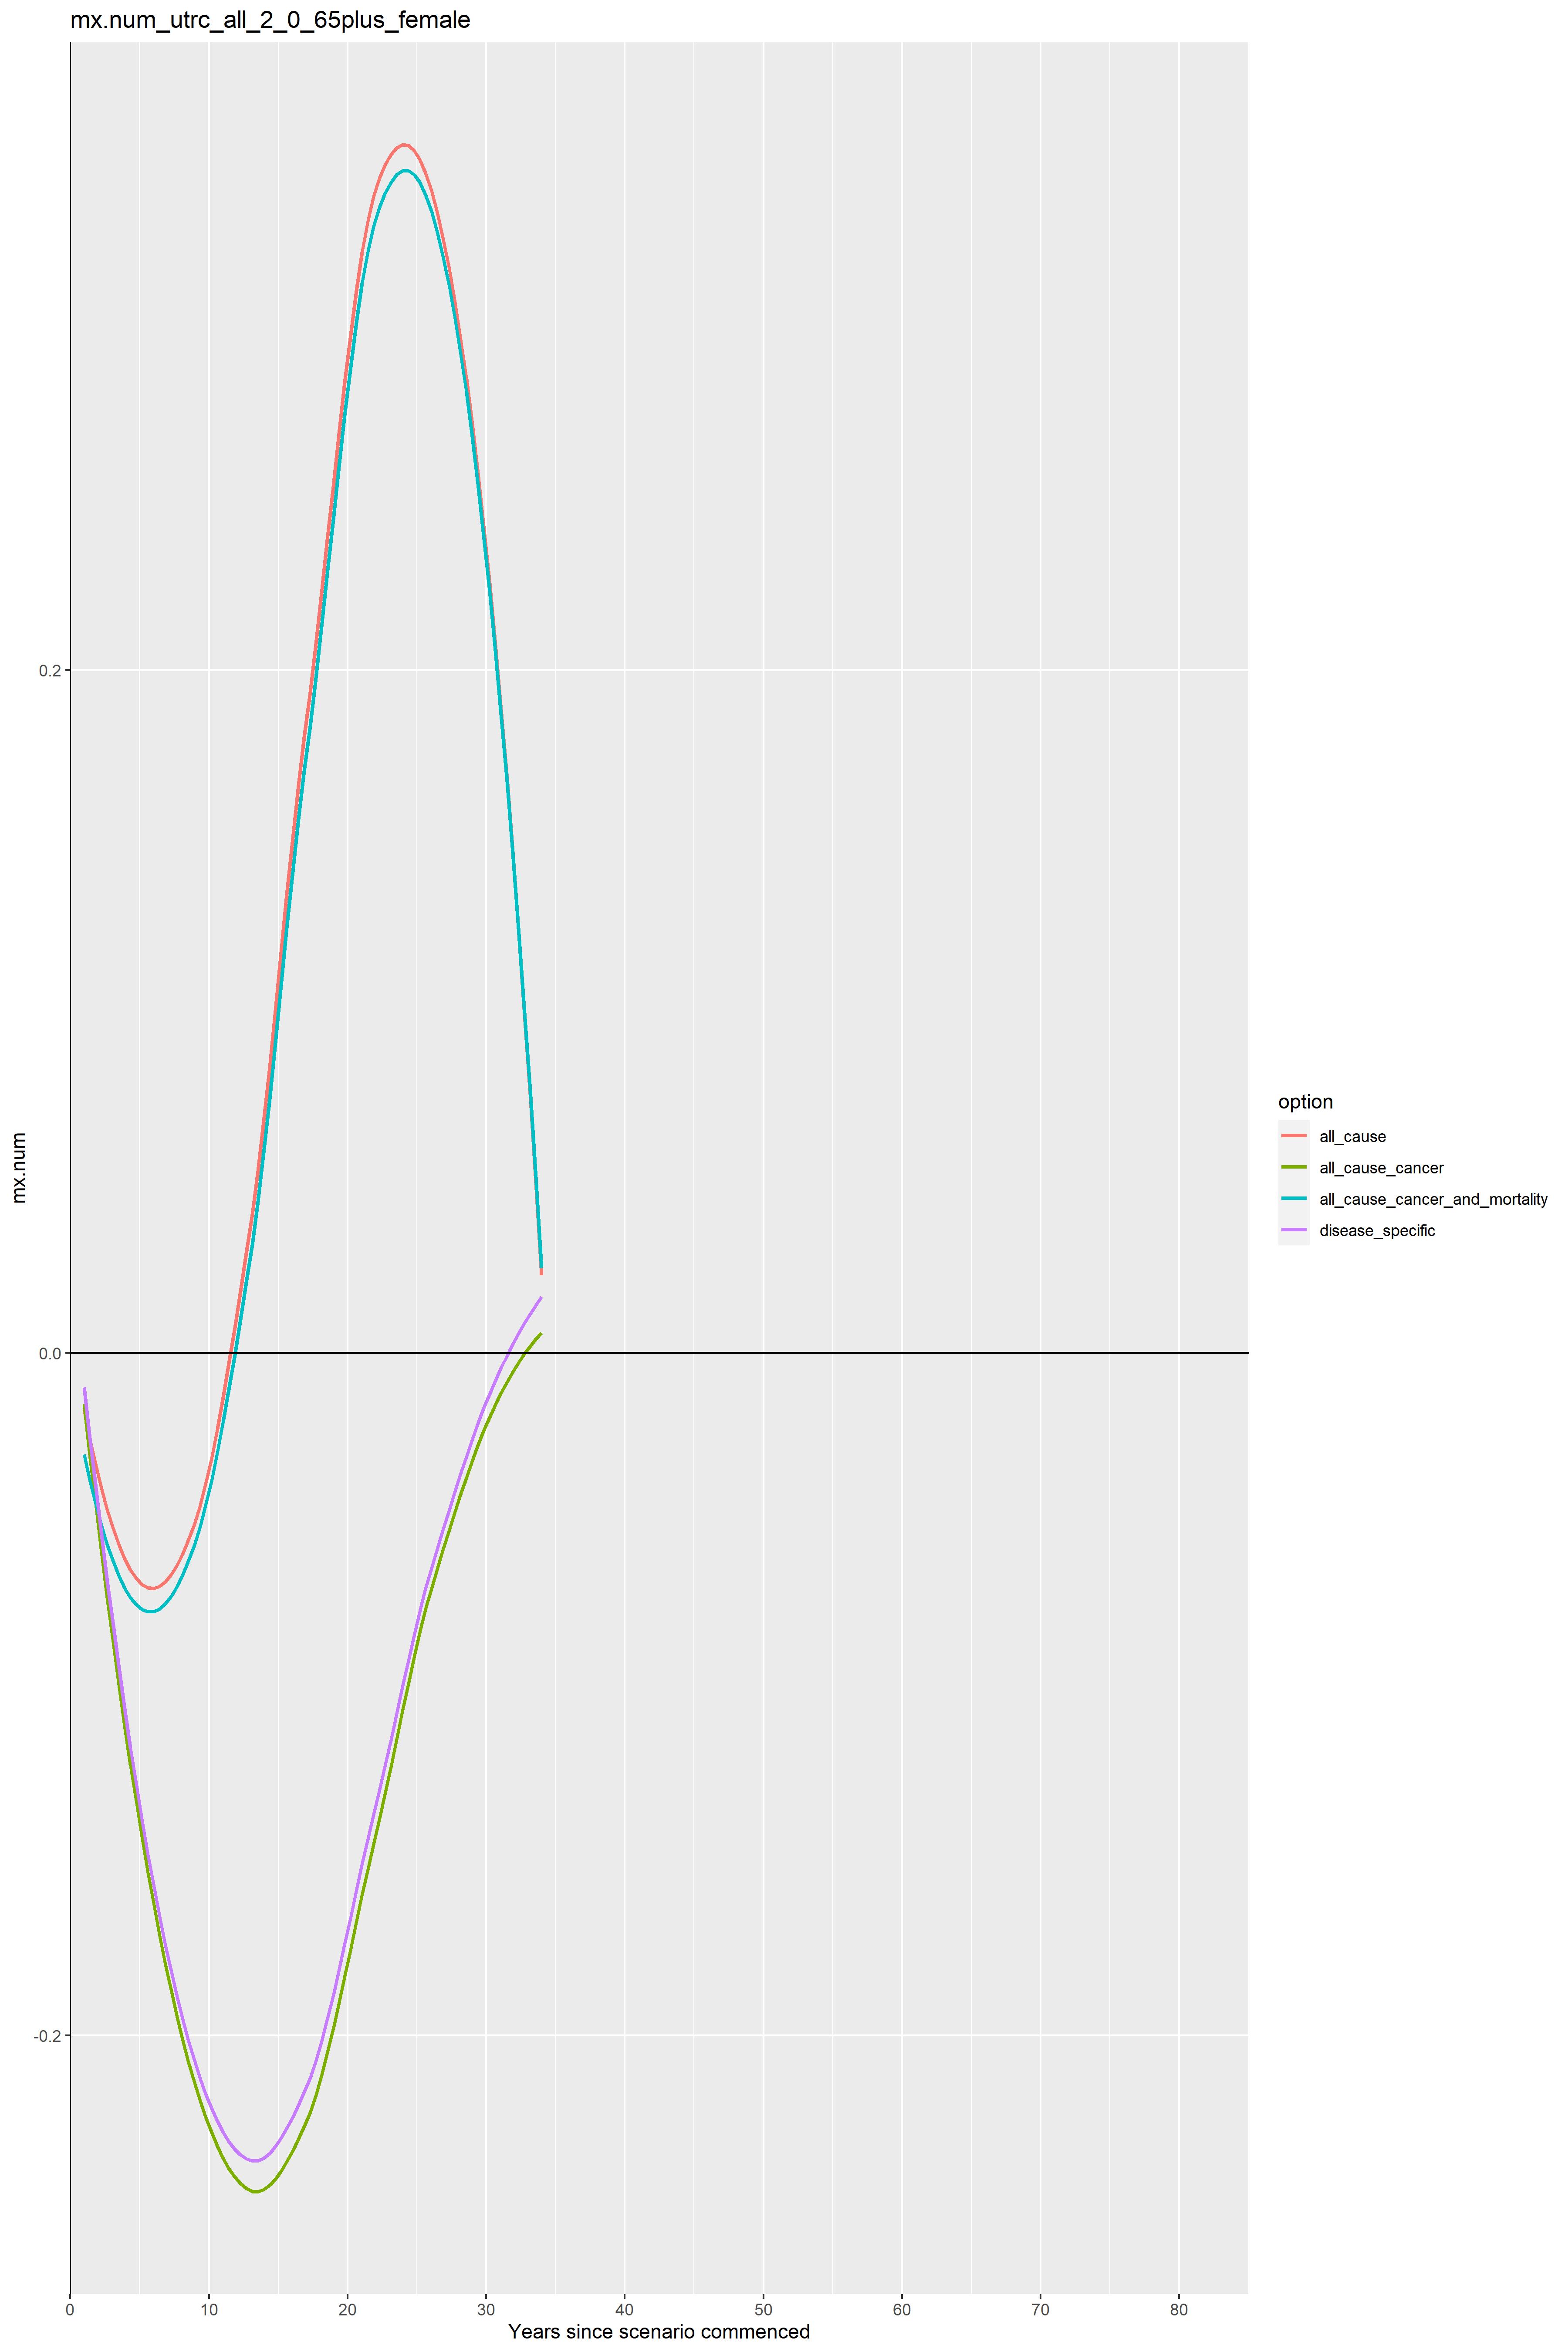 mx.num_utrc_all_2_0_65plus_female
mx.num
0.2
0.0
-0.2
0
10
20
30
40
50
60
70
80
Years since scenario commenced
option
all_cause
all_cause_cancer
all_cause_cancer_and_mortality
disease_specific